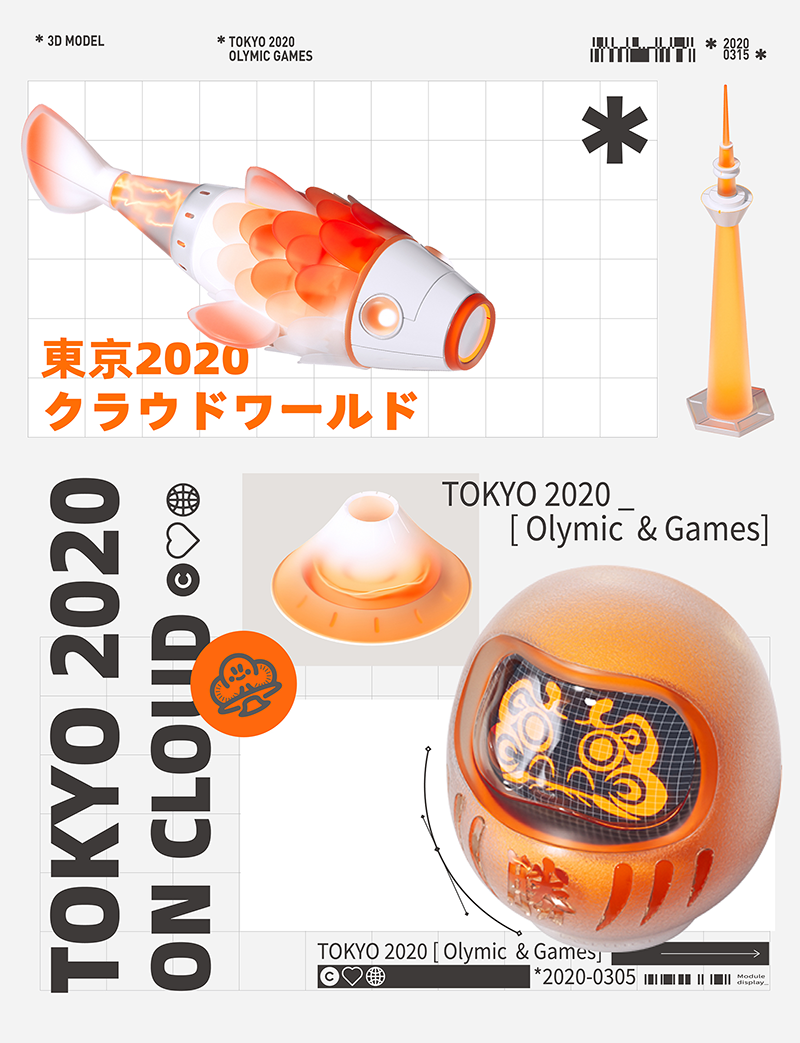 * 3D MODEL
* TOKYO 2020
OLYMIC GAMES
* 2020
0315 *
*
東京2020
クラウドワールド
TOKYO 2020
ON CLOUD ©
TOKYO 2020 _
[ Olymic & Games]
勝
TOKYO 2020 [ Olymic & Games]
©
*2020-0305
Module
display_